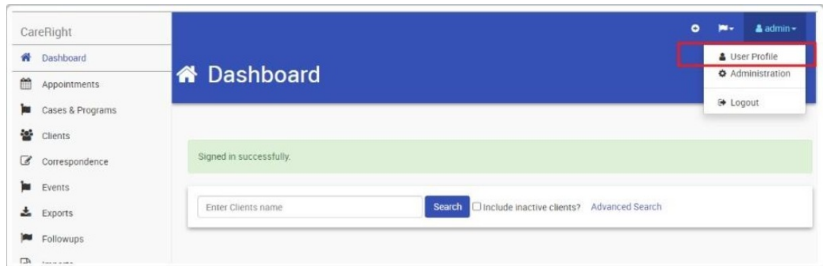 CareRight
admin
Dashboard
Appointments
Cases & Programs
Clients
Correspondence
Events
Exports
Followups
Dashboard
User Profile
Administration
Logout
Signed in successfully.
Enter Clients name
Search
Include inactive clients?
Advanced Search